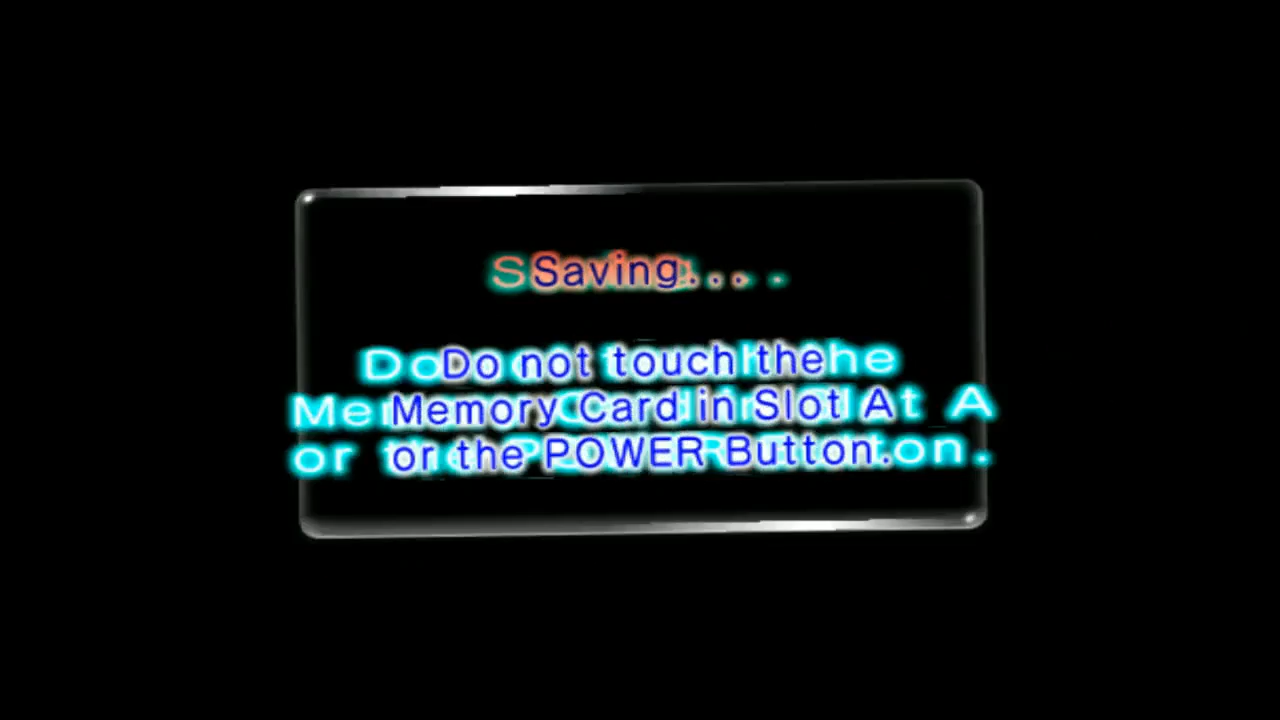 Saving...
Do not touch the
Memory Card in Slot A
or the POWER Button.